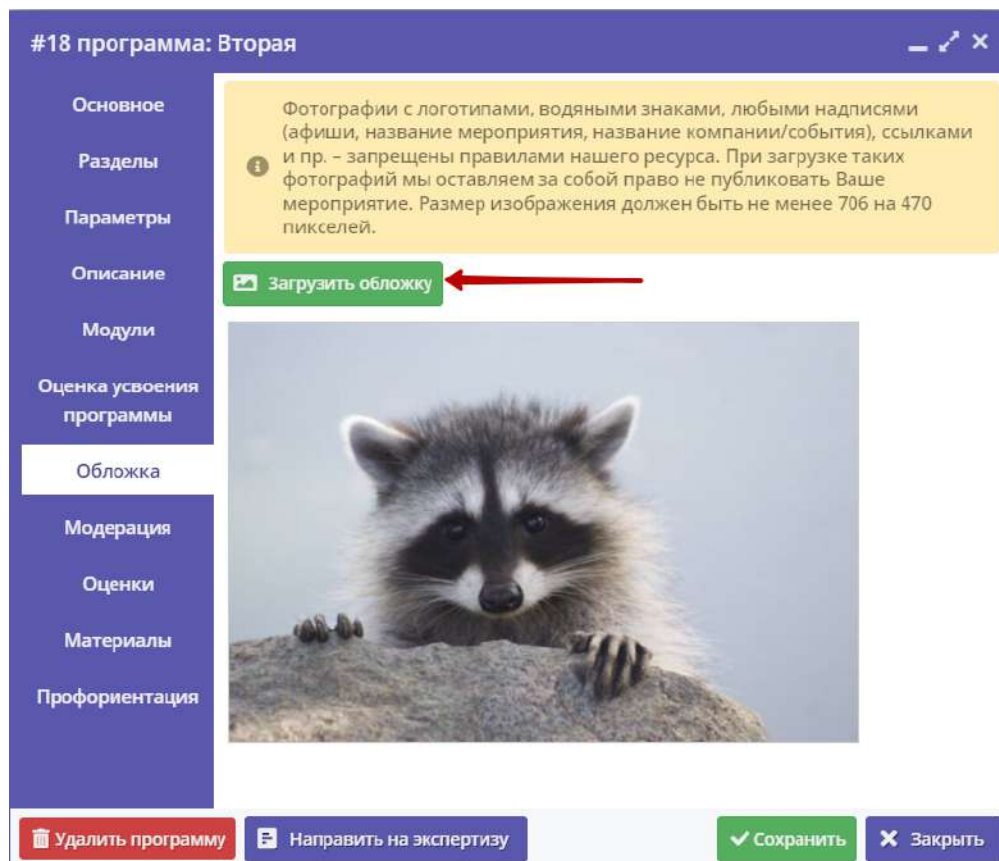 #18 программа: Вторая
Основное
Разделы
Параметры
Описание
Модули
Оценка усвоения
программы
Обложка
Модерация
Оценки
Материалы
Профориентация
Фотографии с логотипами, водяными знаками, любыми надписями
(афиши, название мероприятия, название компании/события), ссылками
и пр. – запрещены правилами нашего ресурса. При загрузке таких
фотографий мы оставляем за собой право не публиковать Ваше
мероприятие. Размер изображения должен быть не менее 706 на 470
пикселей.
Загрузить обложку
Удалить программу
Направить на экспертизу
Сохранить
Закрыть